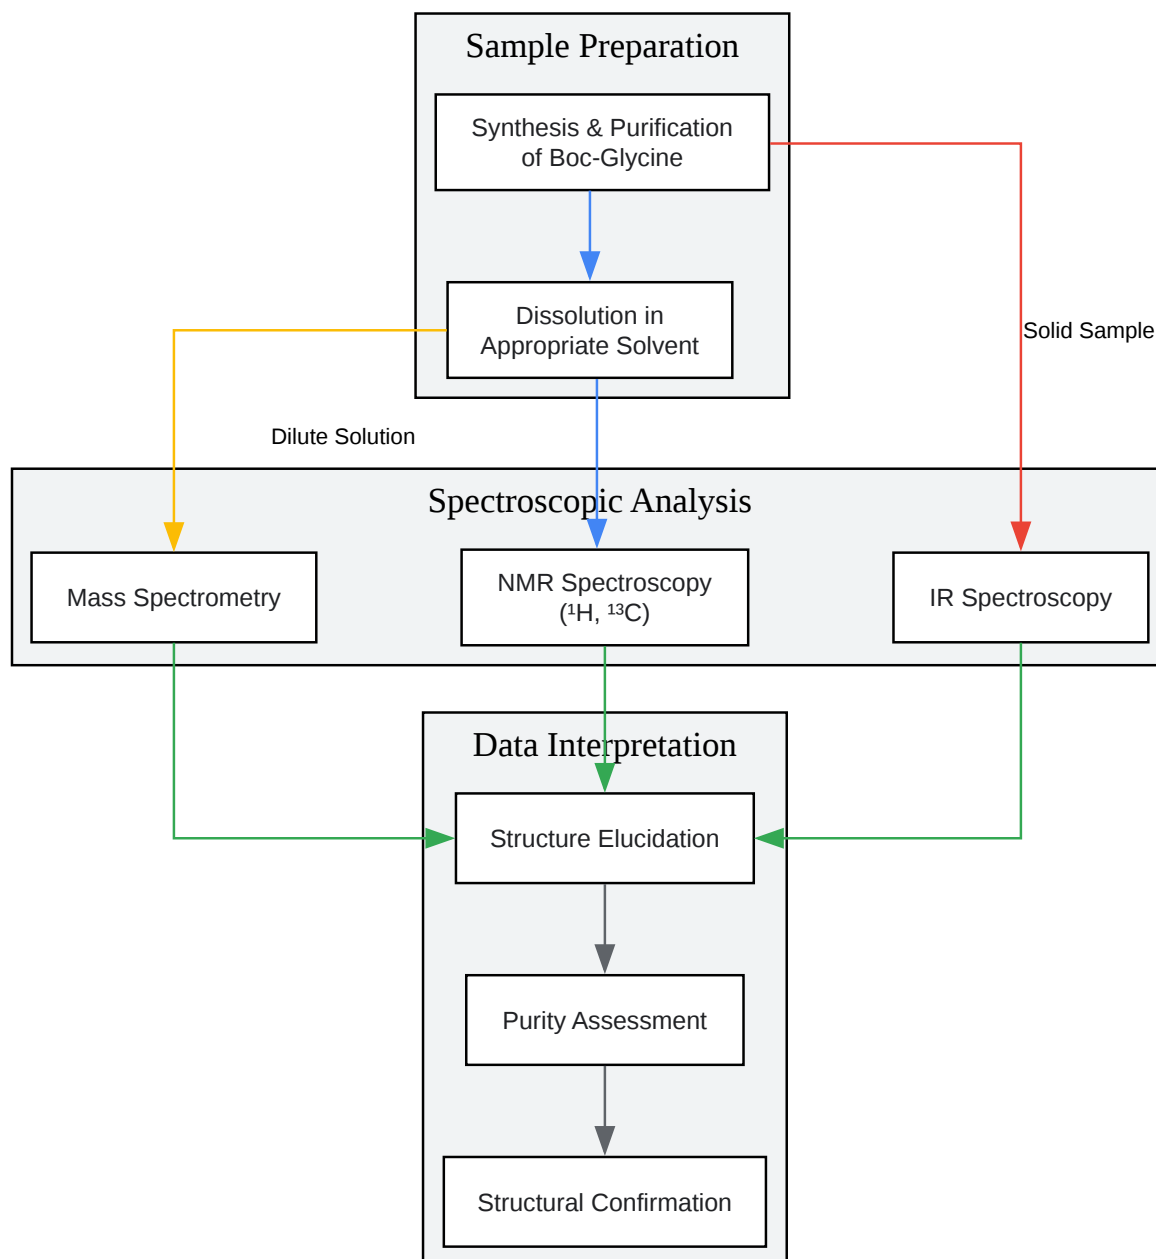 Sample Preparation
Synthesis & Purification
of Boc-Glycine
Dissolution in
Appropriate Solvent
Solid Sample
Dilute Solution
Spectroscopic Analysis
Mass Spectrometry
NMR Spectroscopy
(¹H, ¹³C)
IR Spectroscopy
Data Interpretation
Structure Elucidation
Purity Assessment
Structural Confirmation